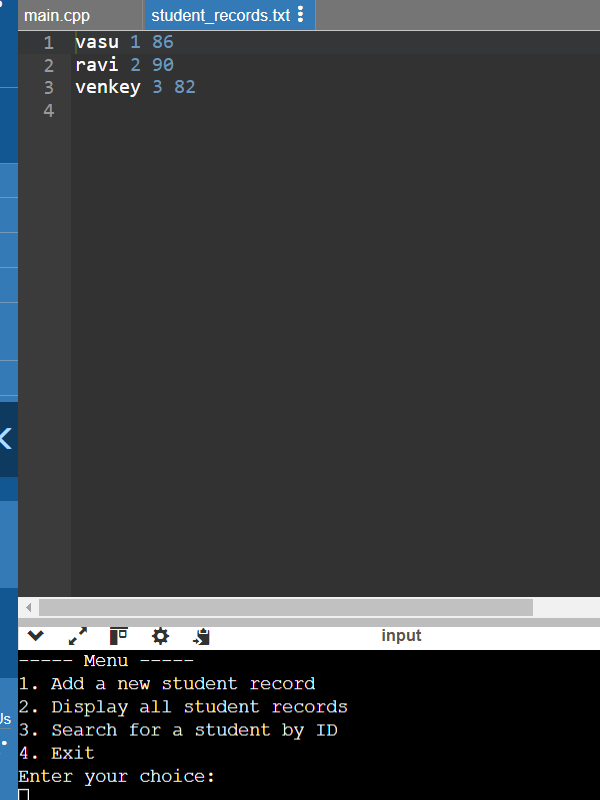 main.cpp student_records.txt
1 vasu 1 86
2 ravi 2 90
3 venkey 3 82
4
input
----- Menu -----
1. Add a new student record
2. Display all student records
3. Search for a student by ID
4. Exit
Enter your choice: